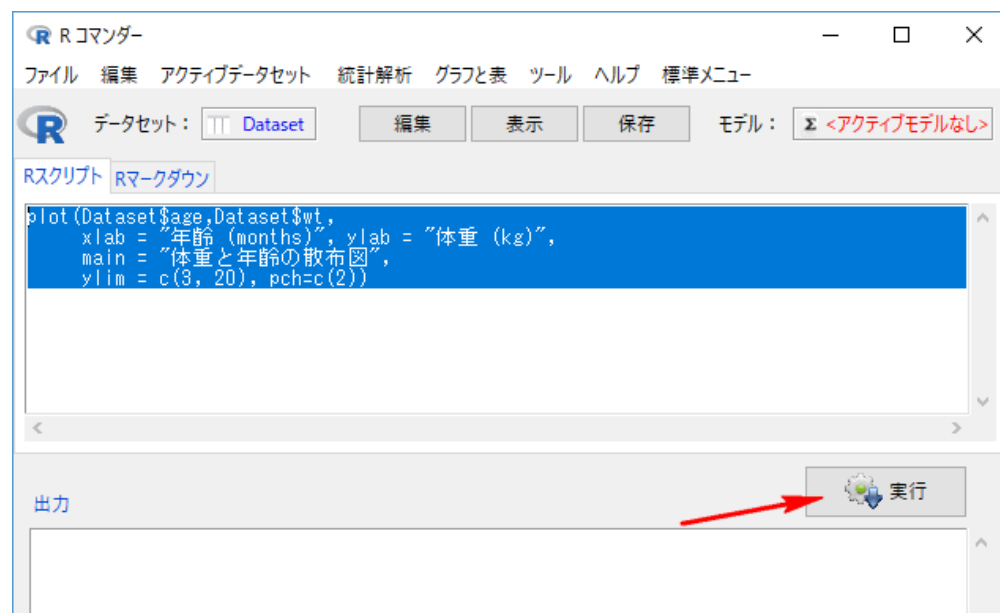 R コマンダー
ファイル 編集 アクティブデータセット 統計解析 グラフと表 ツール ヘルプ 標準メニュー
R データセット： Dataset 編集 表示 保存 モデル： Σ <アクティブモデルなし>
Rスクリプト Rマークダウン
plot(Dataset$age,Dataset$wt,
xlab = "年齢 (months)", ylab = "体重 (kg)",
main = "体重と年齢の散布図",
ylim = c(3, 20), pch=c(2))
実行
出力